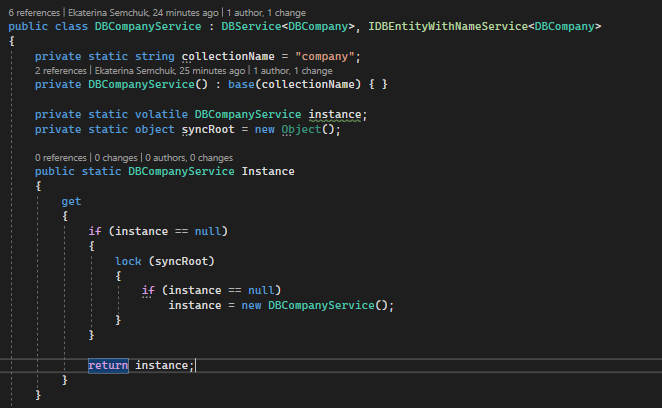 6 references | Ekaterina Semchuk, 24 minutes ago | 1 author, 1 change
public class DBCompanyService : DBService<DBCompany>, IDBEntityWithNameService<DBCompany>
{
private static string collectionName = "company";
2 references | Ekaterina Semchuk, 25 minutes ago | 1 author, 1 change
private DBCompanyService() : base(collectionName) { }
private static volatile DBCompanyService instance;
private static object syncRoot = new Object();
0 references | 0 changes | 0 authors, 0 changes
public static DBCompanyService Instance
{
get
{
if (instance == null)
{
lock (syncRoot)
{
if (instance == null)
instance = new DBCompanyService();
}
}
return instance;
}
}